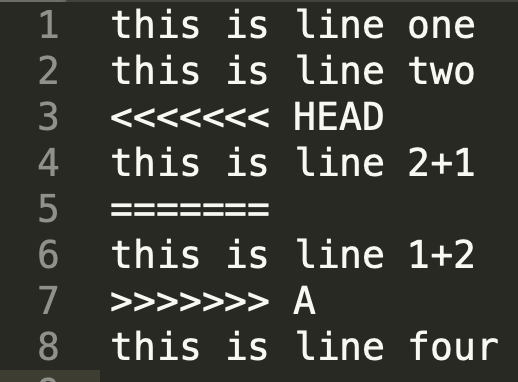 1 this is line one
2 this is line two
3 <<<<<<< HEAD
4 this is line 2+1
5 =======
6 this is line 1+2
7 >>>>>>> A
8 this is line four